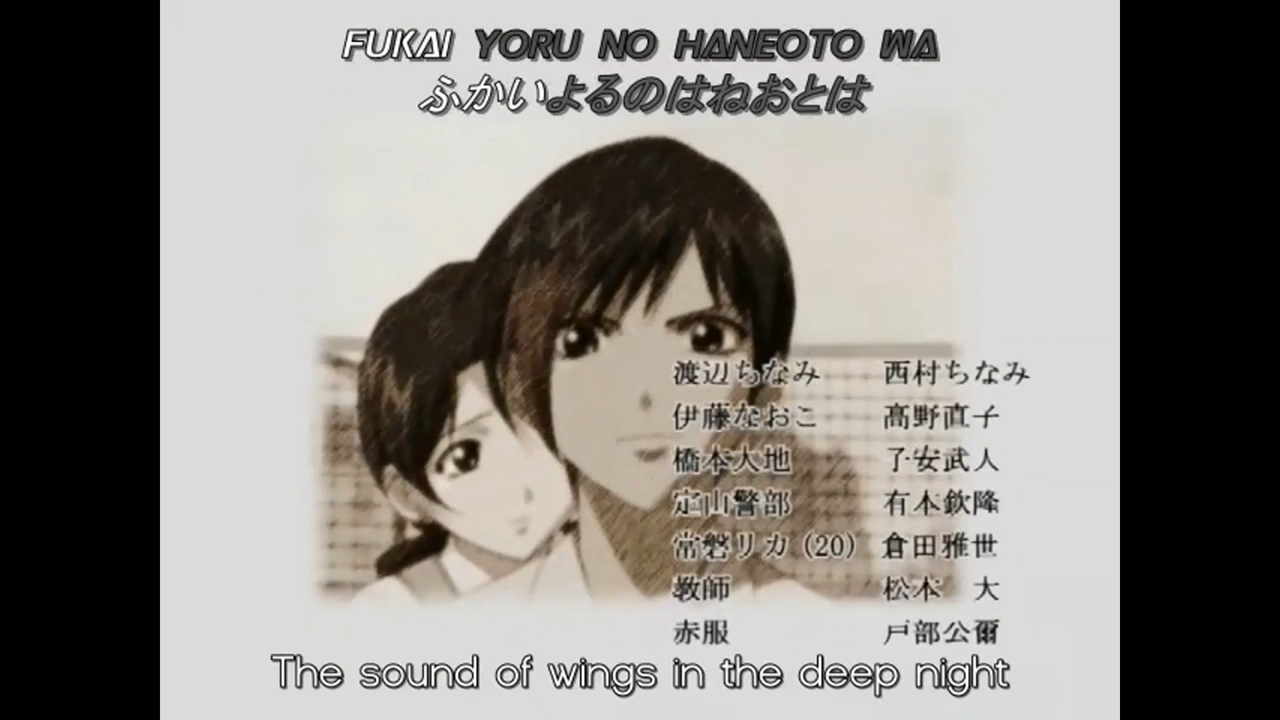 FUKAI YORU NO HANEOTO WA
ふかいよるのはねおとは
渡辺ちなみ 西村ちなみ
伊藤なおこ 高野直子
橋本大地 子安武人
定山警部 有本欽隆
常磐リカ (20) 倉田雅世
教師 松本 大
赤服 戸部公爾
The sound of wings in the deep night